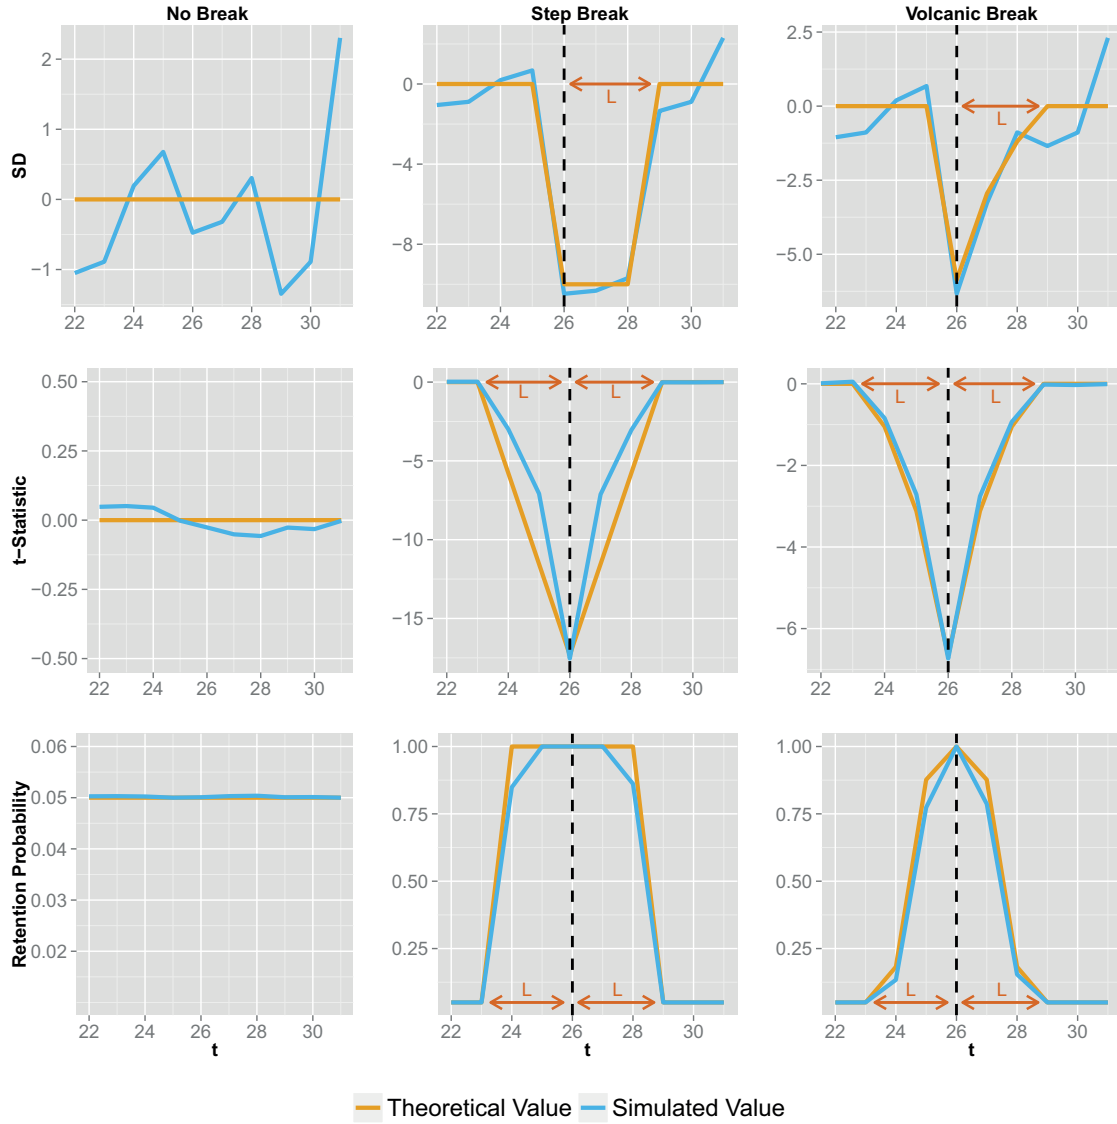 No Break Step Break Volcanic Break
SD
2
1
0
−1
22 24 26 28 30
0
−4
−8
L
22 24 26 28 30
2.5
0.0
−2.5
−5.0
L
22 24 26 28 30
t−Statistic
0.50
0.25
0.00
−0.25
−0.50
22 24 26 28 30
0
−5
−10
−15
L L
22 24 26 28 30
0
−2
−4
−6
L L
22 24 26 28 30
Retention Probability
0.06
0.05
0.04
0.03
0.02
22 24 26 28 30
t
1.00
0.75
0.50
0.25
L L
22 24 26 28 30
t
1.00
0.75
0.50
0.25
L L
22 24 26 28 30
t
Theoretical Value Simulated Value